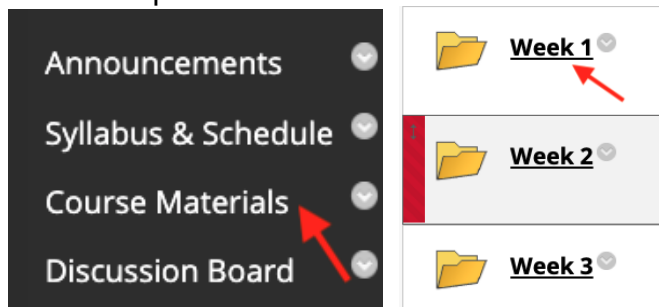 Announcements
Syllabus & Schedule
Course Materials
Discussion Board
Week 1
Week 2
Week 3